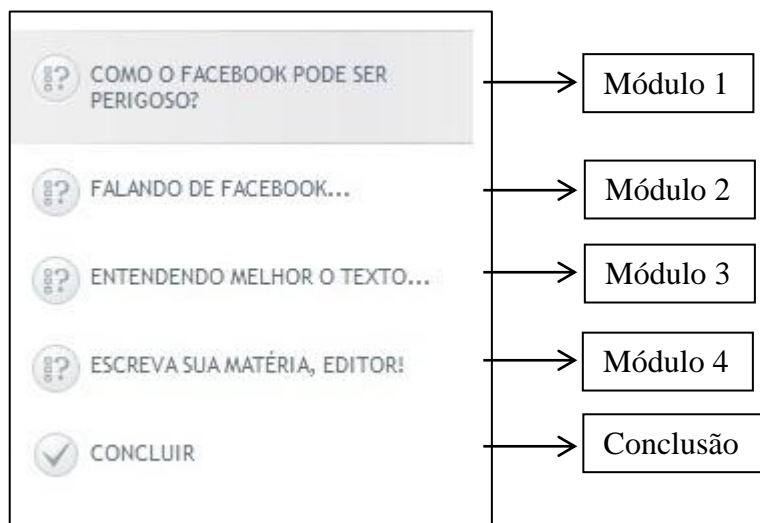 COMO O FACEBOOK PODE SER
PERIGOSO?
Módulo 1
FALANDO DE FACEBOOK...
Módulo 2
ENTENDENDO MELHOR O TEXTO...
Módulo 3
ESCREVA SUA MATÉRIA, EDITOR!
Módulo 4
CONCLUIR
Conclusão